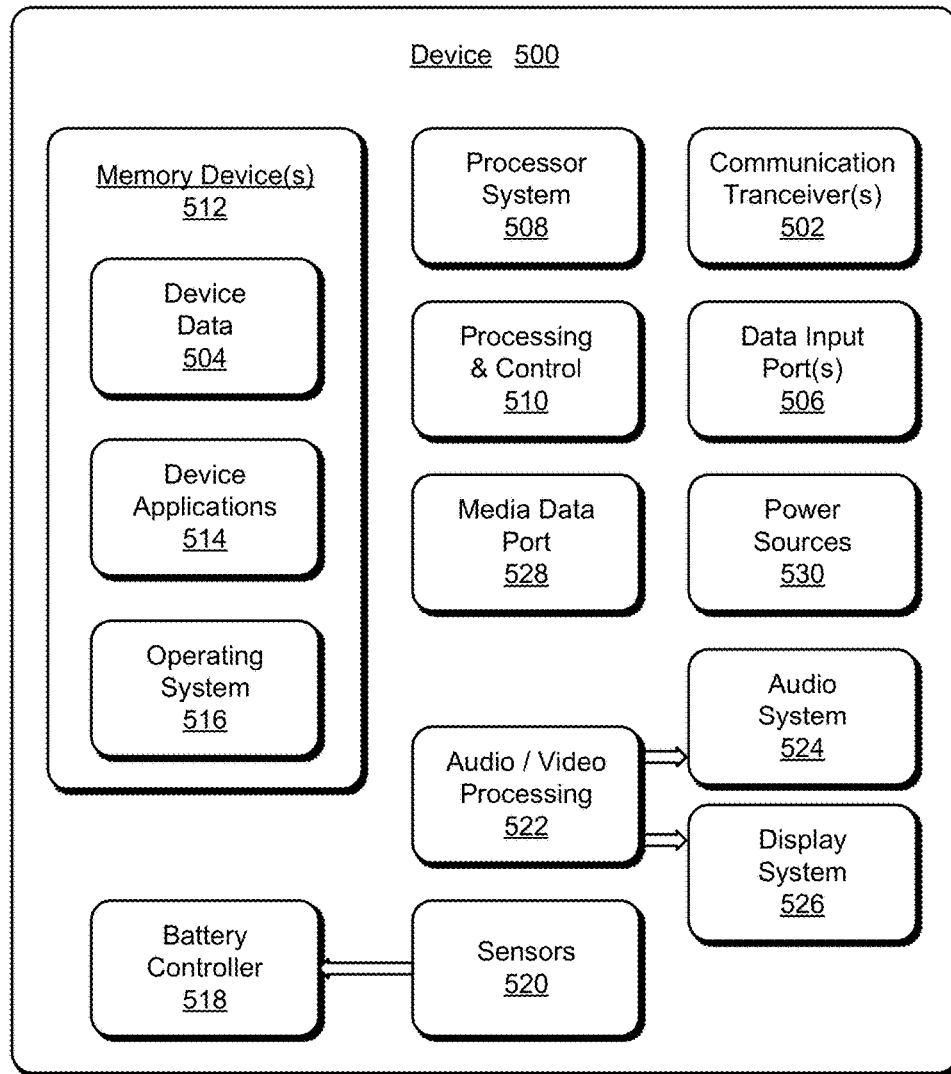 Device 500
Memory Device(s)
512
Device
Data
504
Device
Applications
514
Operating
System
516
Processor
System
508
Communication
Tranceiver(s)
502
Processing
& Control
510
Data Input
Port(s)
506
Media Data
Port
528
Power
Sources
530
Audio / Video
Processing
522
Audio
System
524
Display
System
526
Battery
Controller
518
Sensors
520